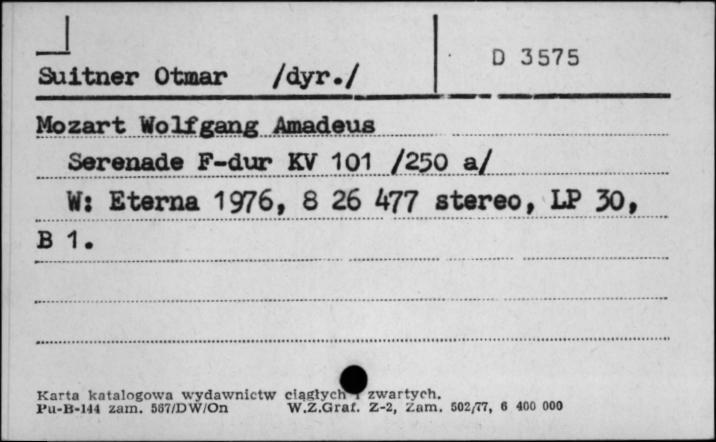 D 3575
Suitner Otmar /dyr./
Mozart Wolfgang Amadeus
Serenade F-dur KV 101 /250 a/
W: Eterna 1976, 8 26 477 stereo, LP 30,
B 1.
Karta katalogowa wydawnictw ciągłych i zwartych.
Pu-B-144 zam. 567/DW/On W.Z.Graf. Z-2, Zam. 502/77, 6 400 000